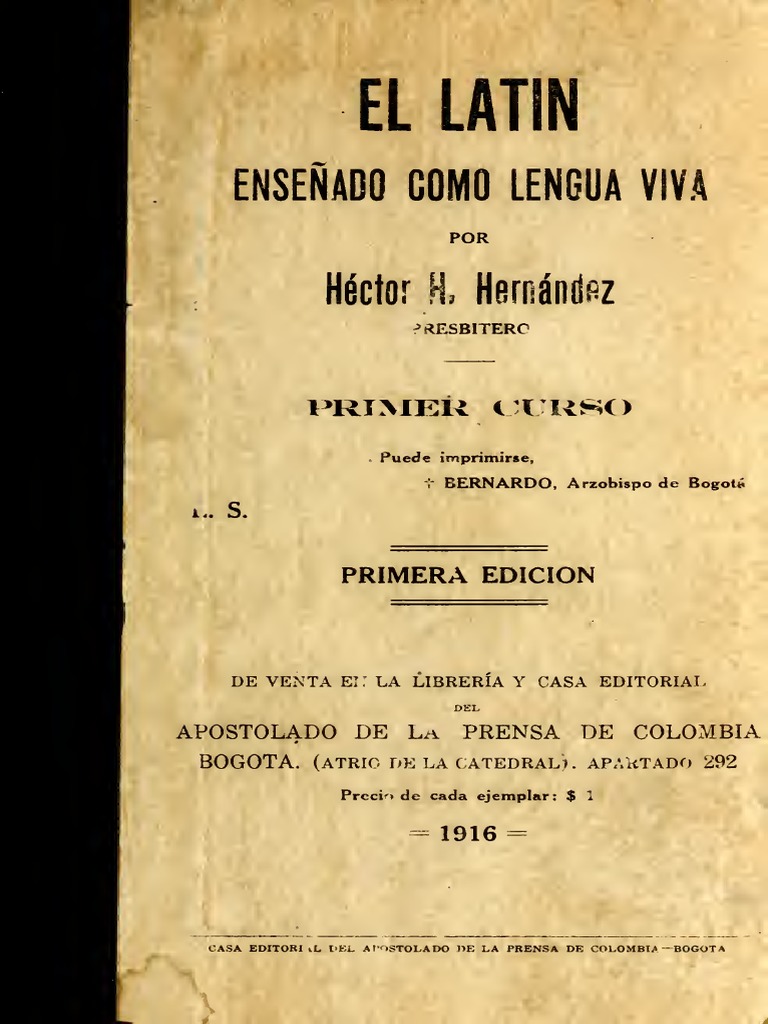 EL LATIN
ENSEÑADO COMO LENGUA VIVA
POR
Héctor H. Hernández
PRESBITERO
PRIMER CURSO
Puede imprimirse,
† BERNARDO, Arzobispo de Bogotá
L. S.
PRIMERA EDICION
DE VENTA EN LA LIBRERÍA Y CASA EDITORIAL
DEL
APOSTOLADO DE LA PRENSA DE COLOMBIA
BOGOTA. (ATRIO DE LA CATEDRAL). APARTADO 292
Precio de cada ejemplar: $ 1
= 1916 =
CASA EDITORIAL DEL APOSTOLADO DE LA PRENSA DE COLOMBIA—BOGOTA